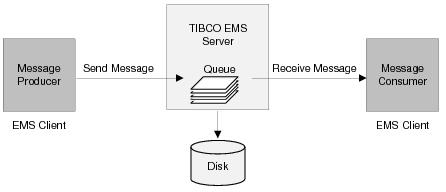 TIBCO EMS
Server
Message
Producer
Send Message
Queue
Receive Message
Message
Consumer
EMS Client
EMS Client
Disk